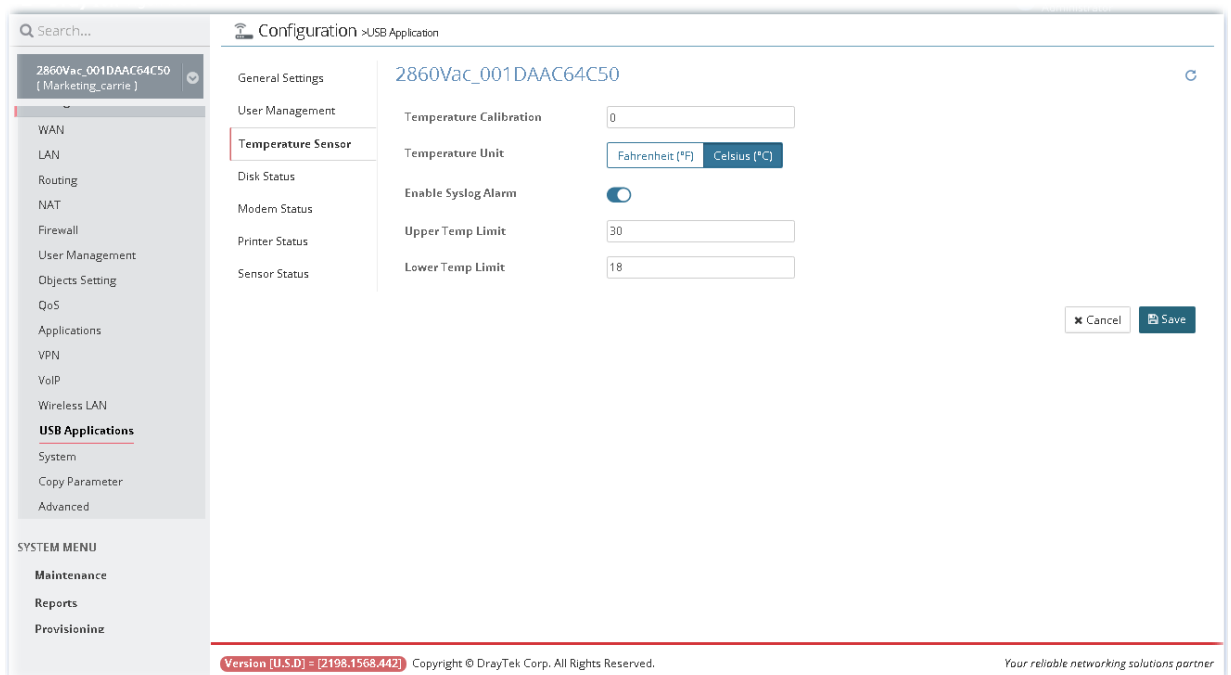 Search...
Configuration >USB Application
2860Vac_001DAAC64C50
[ Marketing_carrie ]
WAN
LAN
Routing
NAT
Firewall
User Management
Objects Setting
QoS
Applications
VPN
VoIP
Wireless LAN
USB Applications
System
Copy Parameter
Advanced
SYSTEM MENU
Maintenance
Reports
Provisioning
General Settings
User Management
Temperature Sensor
Disk Status
Modem Status
Printer Status
Sensor Status
2860Vac_001DAAC64C50
Temperature Calibration 0
Temperature Unit Fahrenheit (°F) Celsius (°C)
Enable Syslog Alarm
Upper Temp Limit 30
Lower Temp Limit 18
Cancel Save
Version [U.S.D] = [2198.1568.442] Copyright © DrayTek Corp. All Rights Reserved. Your reliable networking solutions partner